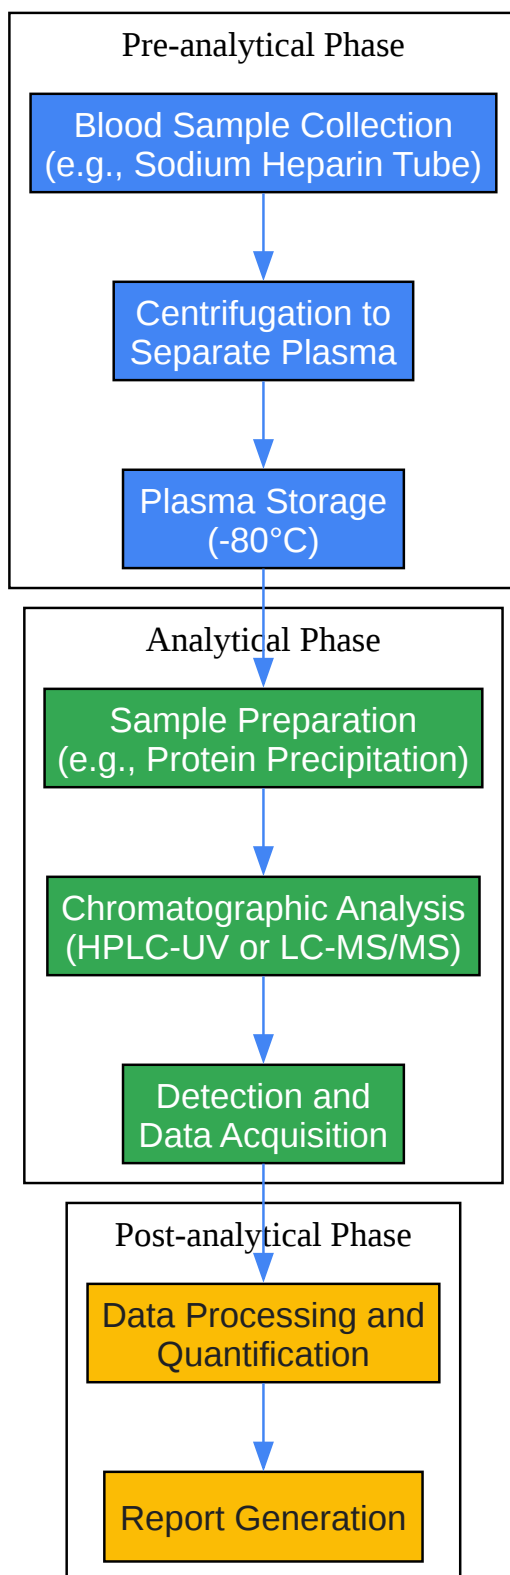 Pre-analytical Phase
Blood Sample Collection
(e.g., Sodium Heparin Tube)
Centrifugation to
Separate Plasma
Plasma Storage
(-80°C)
Analytical Phase
Sample Preparation
(e.g., Protein Precipitation)
Chromatographic Analysis
(HPLC-UV or LC-MS/MS)
Detection and
Data Acquisition
Post-analytical Phase
Data Processing and
Quantification
Report Generation